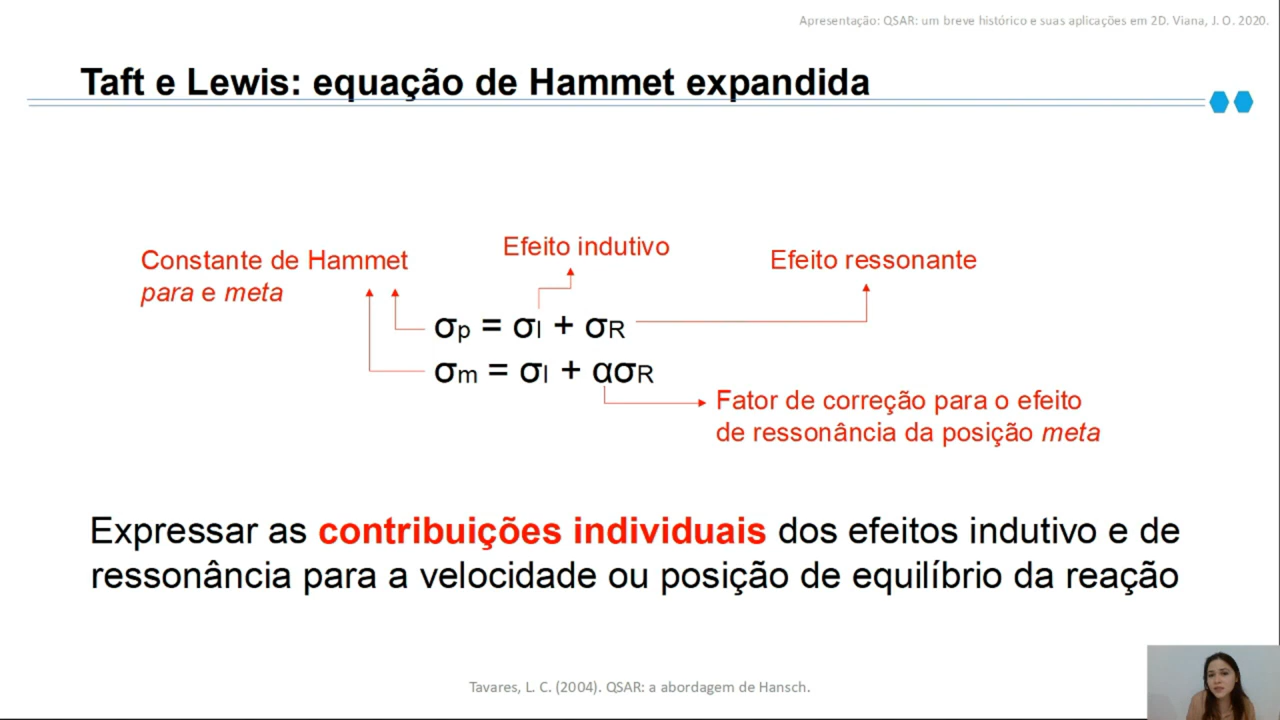 Apresentação: QSAR: um breve histórico e suas aplicações em 2D. Viana, J. O. 2020.
Taft e Lewis: equação de Hammet expandida
Constante de Hammet
para e meta
Efeito indutivo
Efeito ressonante
σp = σI + σR
σm = σI + ασR
Fator de correção para o efeito
de ressonância da posição meta
Expressar as contribuições individuais dos efeitos indutivo e de
ressonância para a velocidade ou posição de equilíbrio da reação
Tavares, L. C. (2004). QSAR: a abordagem de Hansch.